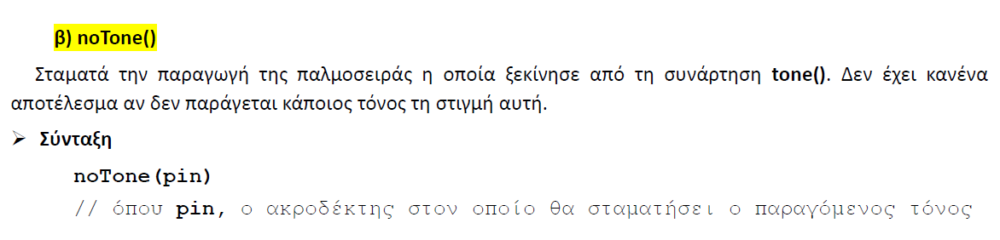 β) noTone()
Σταματά την παραγωγή της παλμοσειράς η οποία ξεκίνησε από τη συνάρτηση tone(). Δεν έχει κανένα
αποτέλεσμα αν δεν παράγεται κάποιος τόνος τη στιγμή αυτή.
➢ Σύνταξη
noTone(pin)
// όπου pin, ο ακροδέκτης στον οποίο θα σταματήσει ο παραγόμενος τόνος